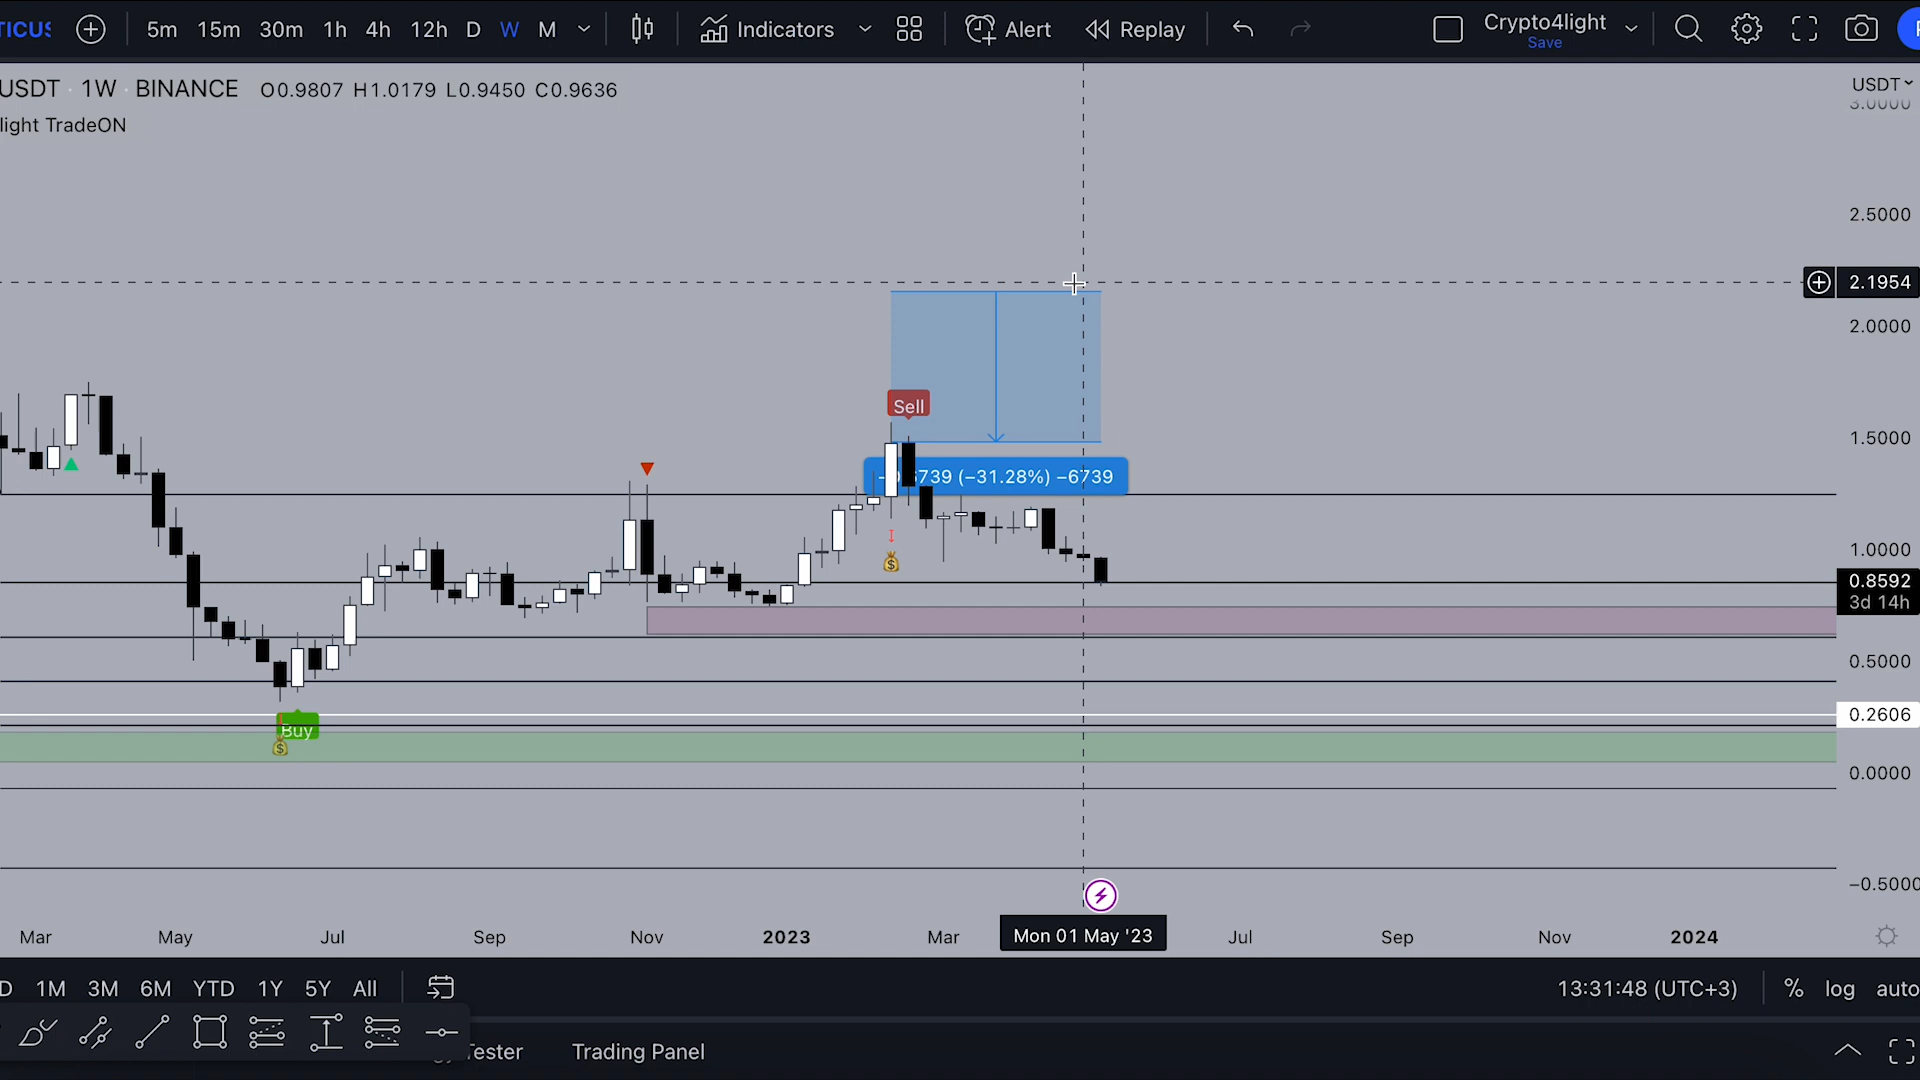 TICUS 5m 15m 30m 1h 4h 12h D W M Indicators Alert Replay Crypto4light
Save
USDT · 1W · BINANCE O0.9807 H1.0179 L0.9450 C0.9636
light TradeON
USDT
3.0000
2.5000
2.1954
2.0000
Sell
1.5000
6739 (−31.28%) −6739
1.0000
0.8592
3d 14h
0.5000
0.2606
Buy
0.0000
−0.5000
Mar May Jul Sep Nov 2023 Mar Mon 01 May '23 Jul Sep Nov 2024
D 1M 3M 6M YTD 1Y 5Y All 13:31:48 (UTC+3) % log auto
Tester Trading Panel